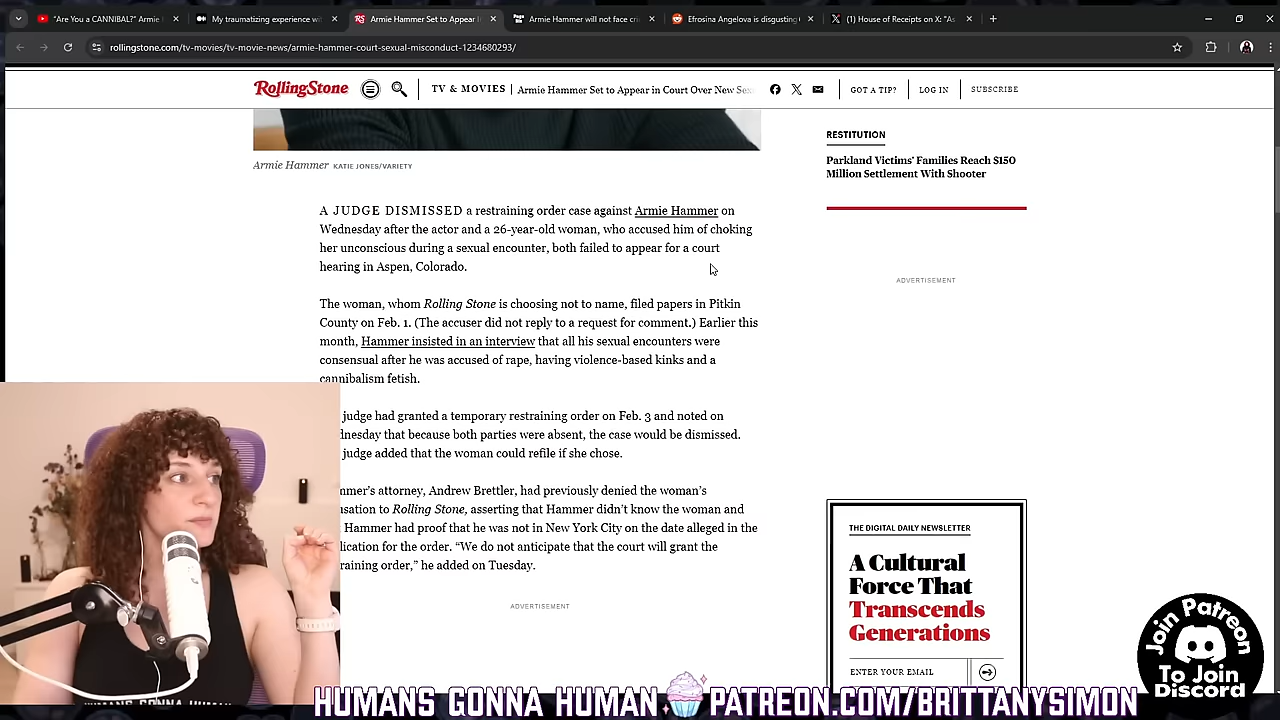 "Are You a CANNIBAL?" Armie H
My traumatizing experience wi
Armie Hammer Set to Appear I
Armie Hammer will not face cri
Efrosina Angelova is disgusting
(1) House of Receipts on X: "As
rollingstone.com/tv-movies/tv-movie-news/armie-hammer-court-sexual-misconduct-1234680293/
RollingStone
TV & MOVIES
Armie Hammer Set to Appear in Court Over New Sex
GOT A TIP?
LOG IN
SUBSCRIBE
Armie Hammer KATIE JONES/VARIETY
A JUDGE DISMISSED a restraining order case against Armie Hammer on
Wednesday after the actor and a 26-year-old woman, who accused him of choking
her unconscious during a sexual encounter, both failed to appear for a court
hearing in Aspen, Colorado.
The woman, whom Rolling Stone is choosing not to name, filed papers in Pitkin
County on Feb. 1. (The accuser did not reply to a request for comment.) Earlier this
month, Hammer insisted in an interview that all his sexual encounters were
consensual after he was accused of rape, having violence-based kinks and a
cannibalism fetish.
judge had granted a temporary restraining order on Feb. 3 and noted on
dnesday that because both parties were absent, the case would be dismissed.
judge added that the woman could refile if she chose.
mmer's attorney, Andrew Brettler, had previously denied the woman's
usation to Rolling Stone, asserting that Hammer didn't know the woman and
Hammer had proof that he was not in New York City on the date alleged in the
lication for the order. "We do not anticipate that the court will grant the
raining order," he added on Tuesday.
ADVERTISEMENT
RESTITUTION
Parkland Victims' Families Reach $150
Million Settlement With Shooter
ADVERTISEMENT
THE DIGITAL DAILY NEWSLETTER
A Cultural
Force That
Transcends
Generations
ENTER YOUR EMAIL
Join Patreon
To Join
Discord
HUMANS GONNA HUMAN PATREON.COM/BRITTANYSIMON